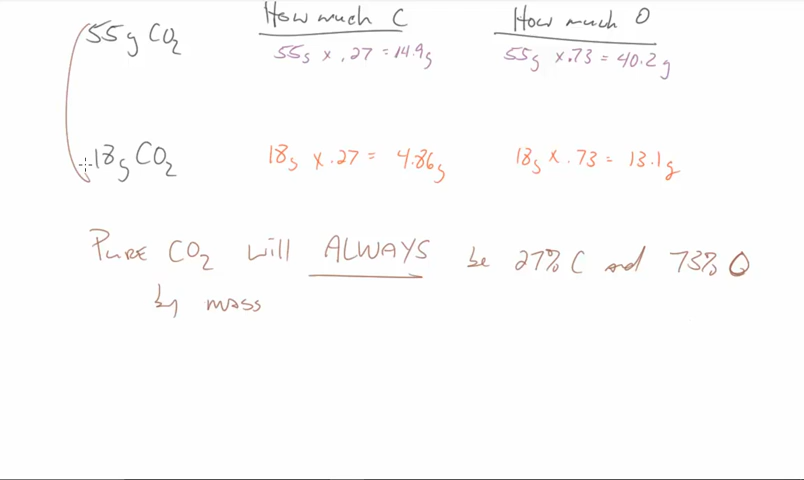 How much C How much O
55g CO2
55g x .27 = 14.9g 55g x .73 = 40.2g
18g CO2 18g x .27 = 4.86g 18g x .73 = 13.1g
PURE CO2 will ALWAYS be 27% C and 73% O
by mass